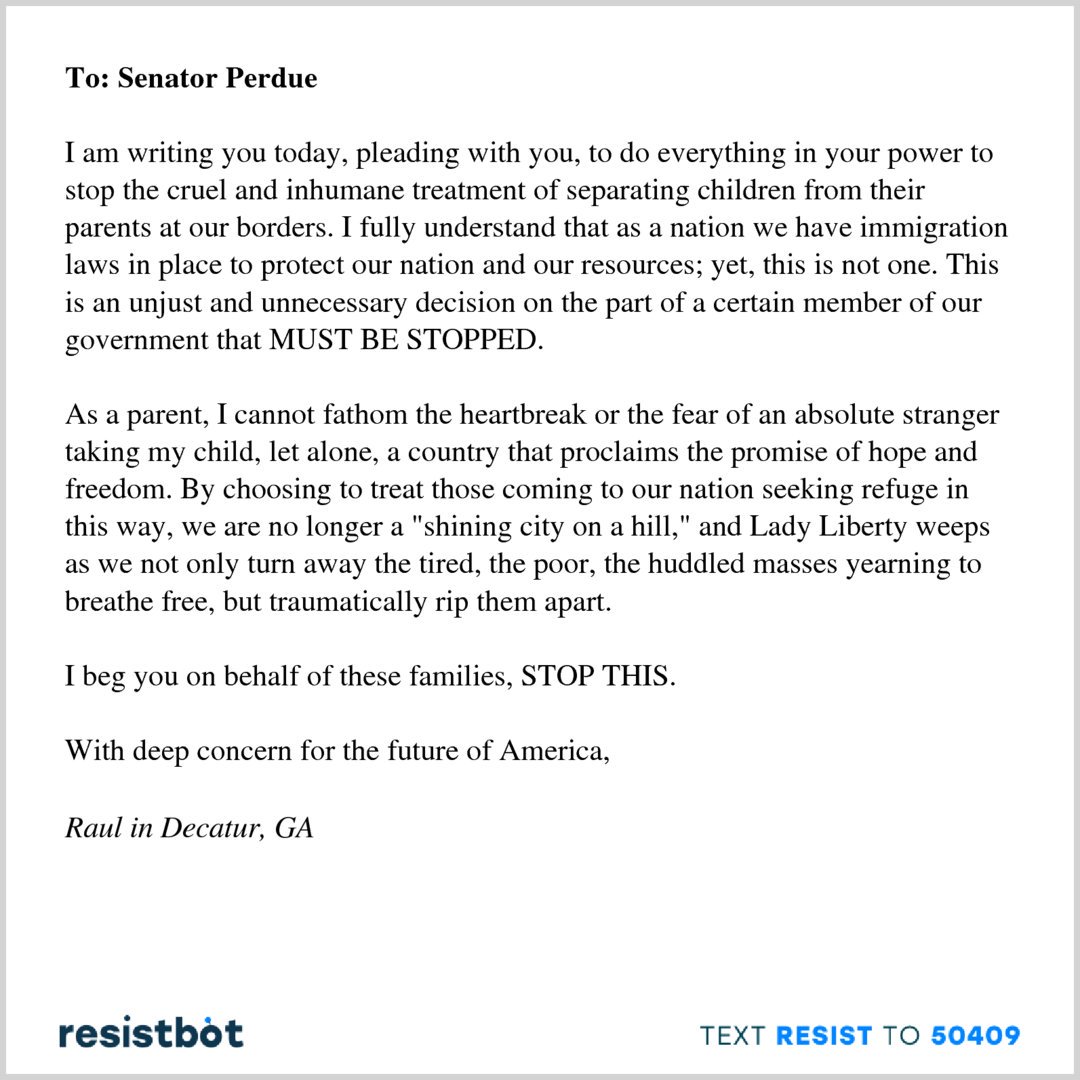 To: Senator Perdue
I am writing you today, pleading with you, to do everything in your power to
stop the cruel and inhumane treatment of separating children from their
parents at our borders. I fully understand that as a nation we have immigration
laws in place to protect our nation and our resources; yet, this is not one. This
is an unjust and unnecessary decision on the part of a certain member of our
government that MUST BE STOPPED.
As a parent, I cannot fathom the heartbreak or the fear of an absolute stranger
taking my child, let alone, a country that proclaims the promise of hope and
freedom. By choosing to treat those coming to our nation seeking refuge in
this way, we are no longer a "shining city on a hill," and Lady Liberty weeps
as we not only turn away the tired, the poor, the huddled masses yearning to
breathe free, but traumatically rip them apart.
I beg you on behalf of these families, STOP THIS.
With deep concern for the future of America,
Raul in Decatur, GA
resistbot
TEXT RESIST TO 50409